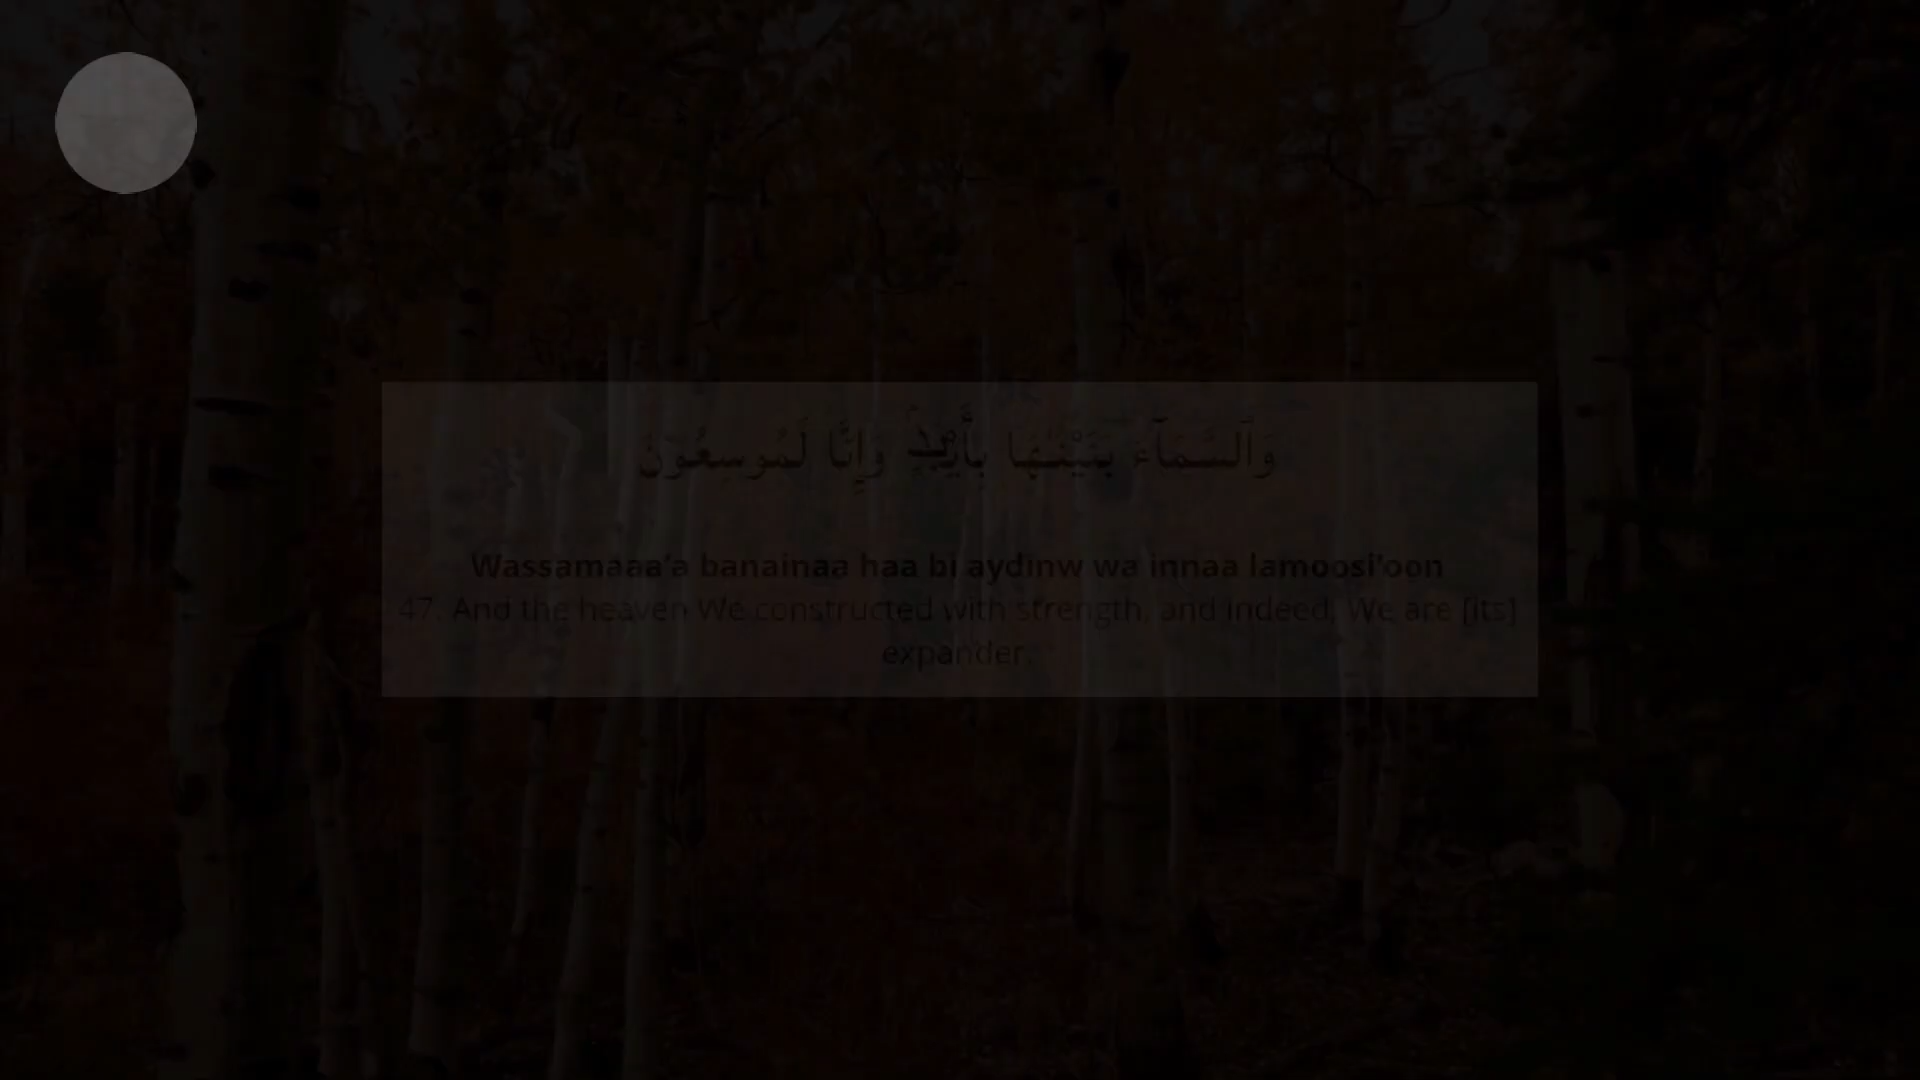 وَٱلسَّمَآءَ بَنَيْنَٰهَا بِأَيْي۟دٍ وَإِنَّا لَمُوسِعُونَ
Wassamaaa'a banainaa haa bi aydinw wa innaa lamoosi'oon
47. And the heaven We constructed with strength, and indeed, We are [its]
expander.